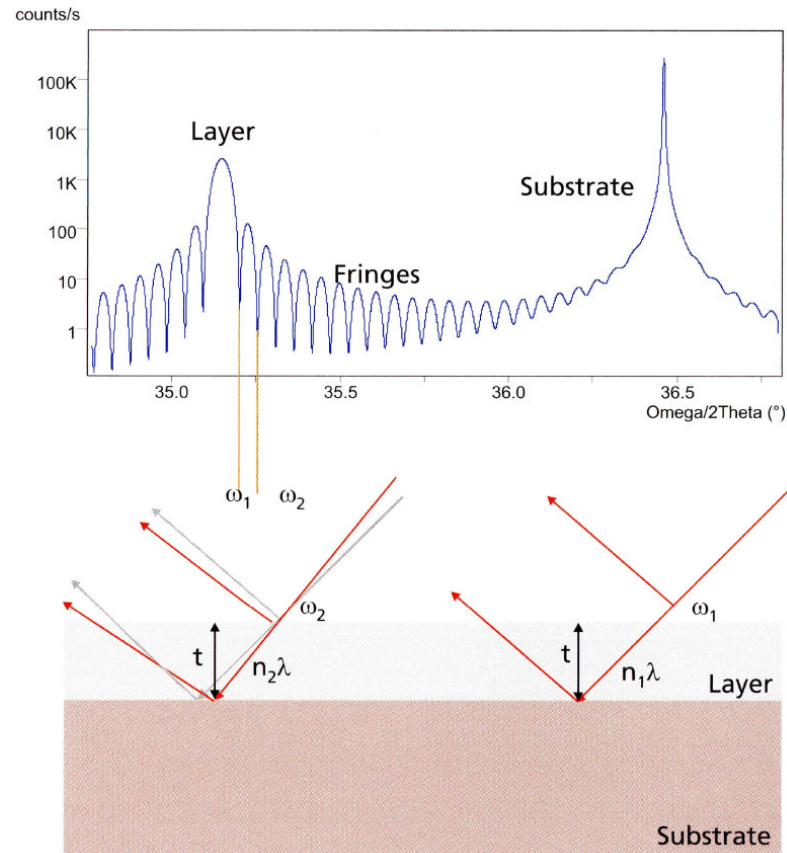 counts/s
100K
10K
1K
100
10
1
Layer
Substrate
Fringes
35.0
35.5
36.0
36.5
Omega/2Theta (°)
ω₁ ω₂
ω₂
t
n₂λ
ω₁
t
n₁λ
Layer
Substrate